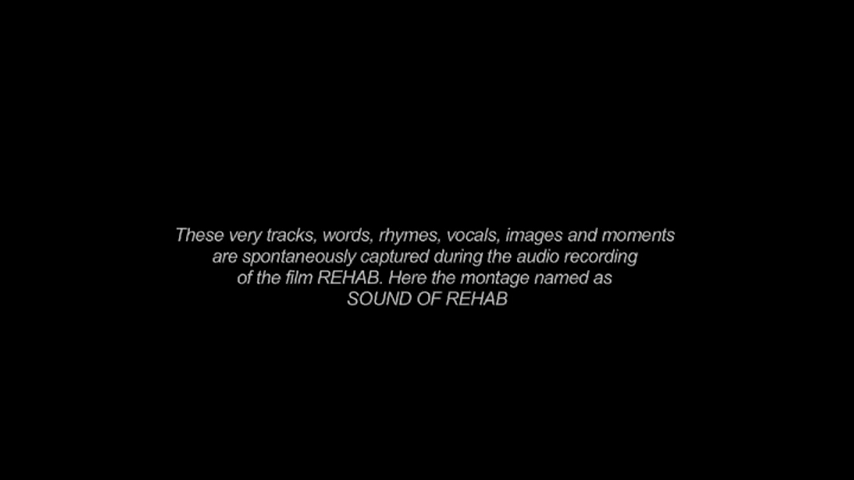 These very tracks, words, rhymes, vocals, images and moments
are spontaneously captured during the audio recording
of the film REHAB. Here the montage named as
SOUND OF REHAB